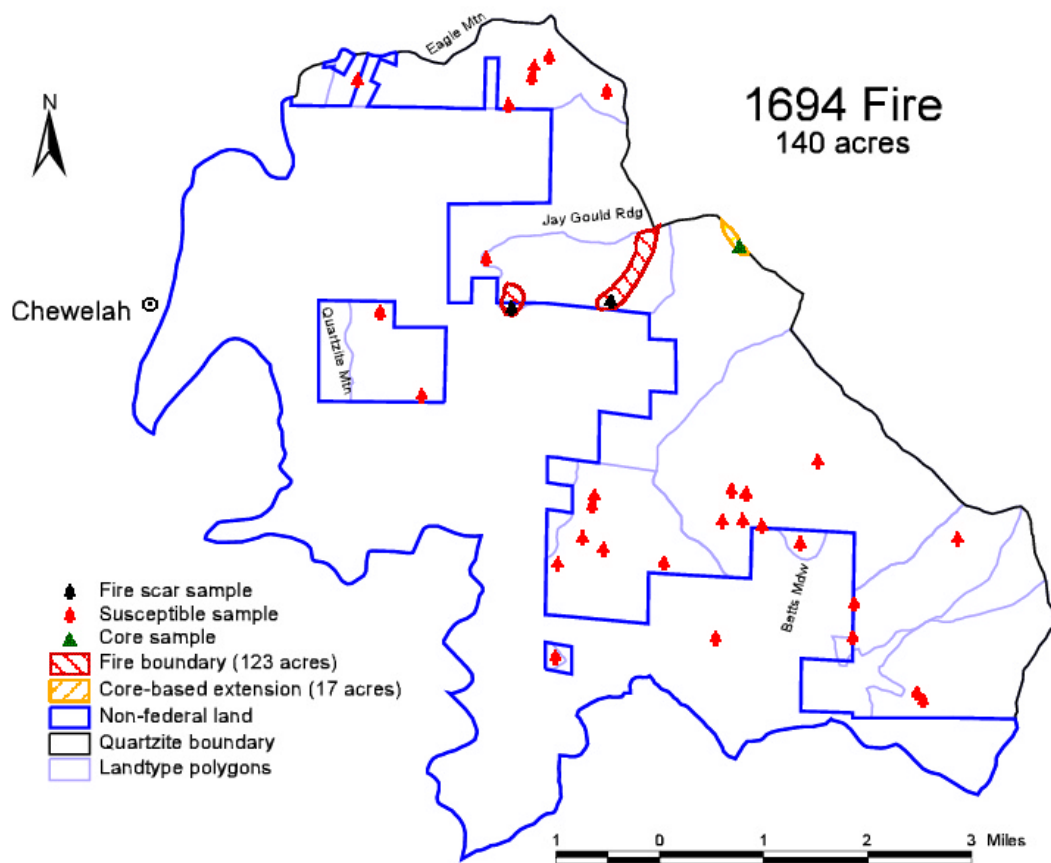 Eagle Mtn
N
1694 Fire
140 acres
Jay Gould Rdg
Chewelah
Quartzite Mtn
Betts Mdw
Fire scar sample
Susceptible sample
Core sample
Fire boundary (123 acres)
Core-based extension (17 acres)
Non-federal land
Quartzite boundary
Landtype polygons
1 0 1 2 3 Miles